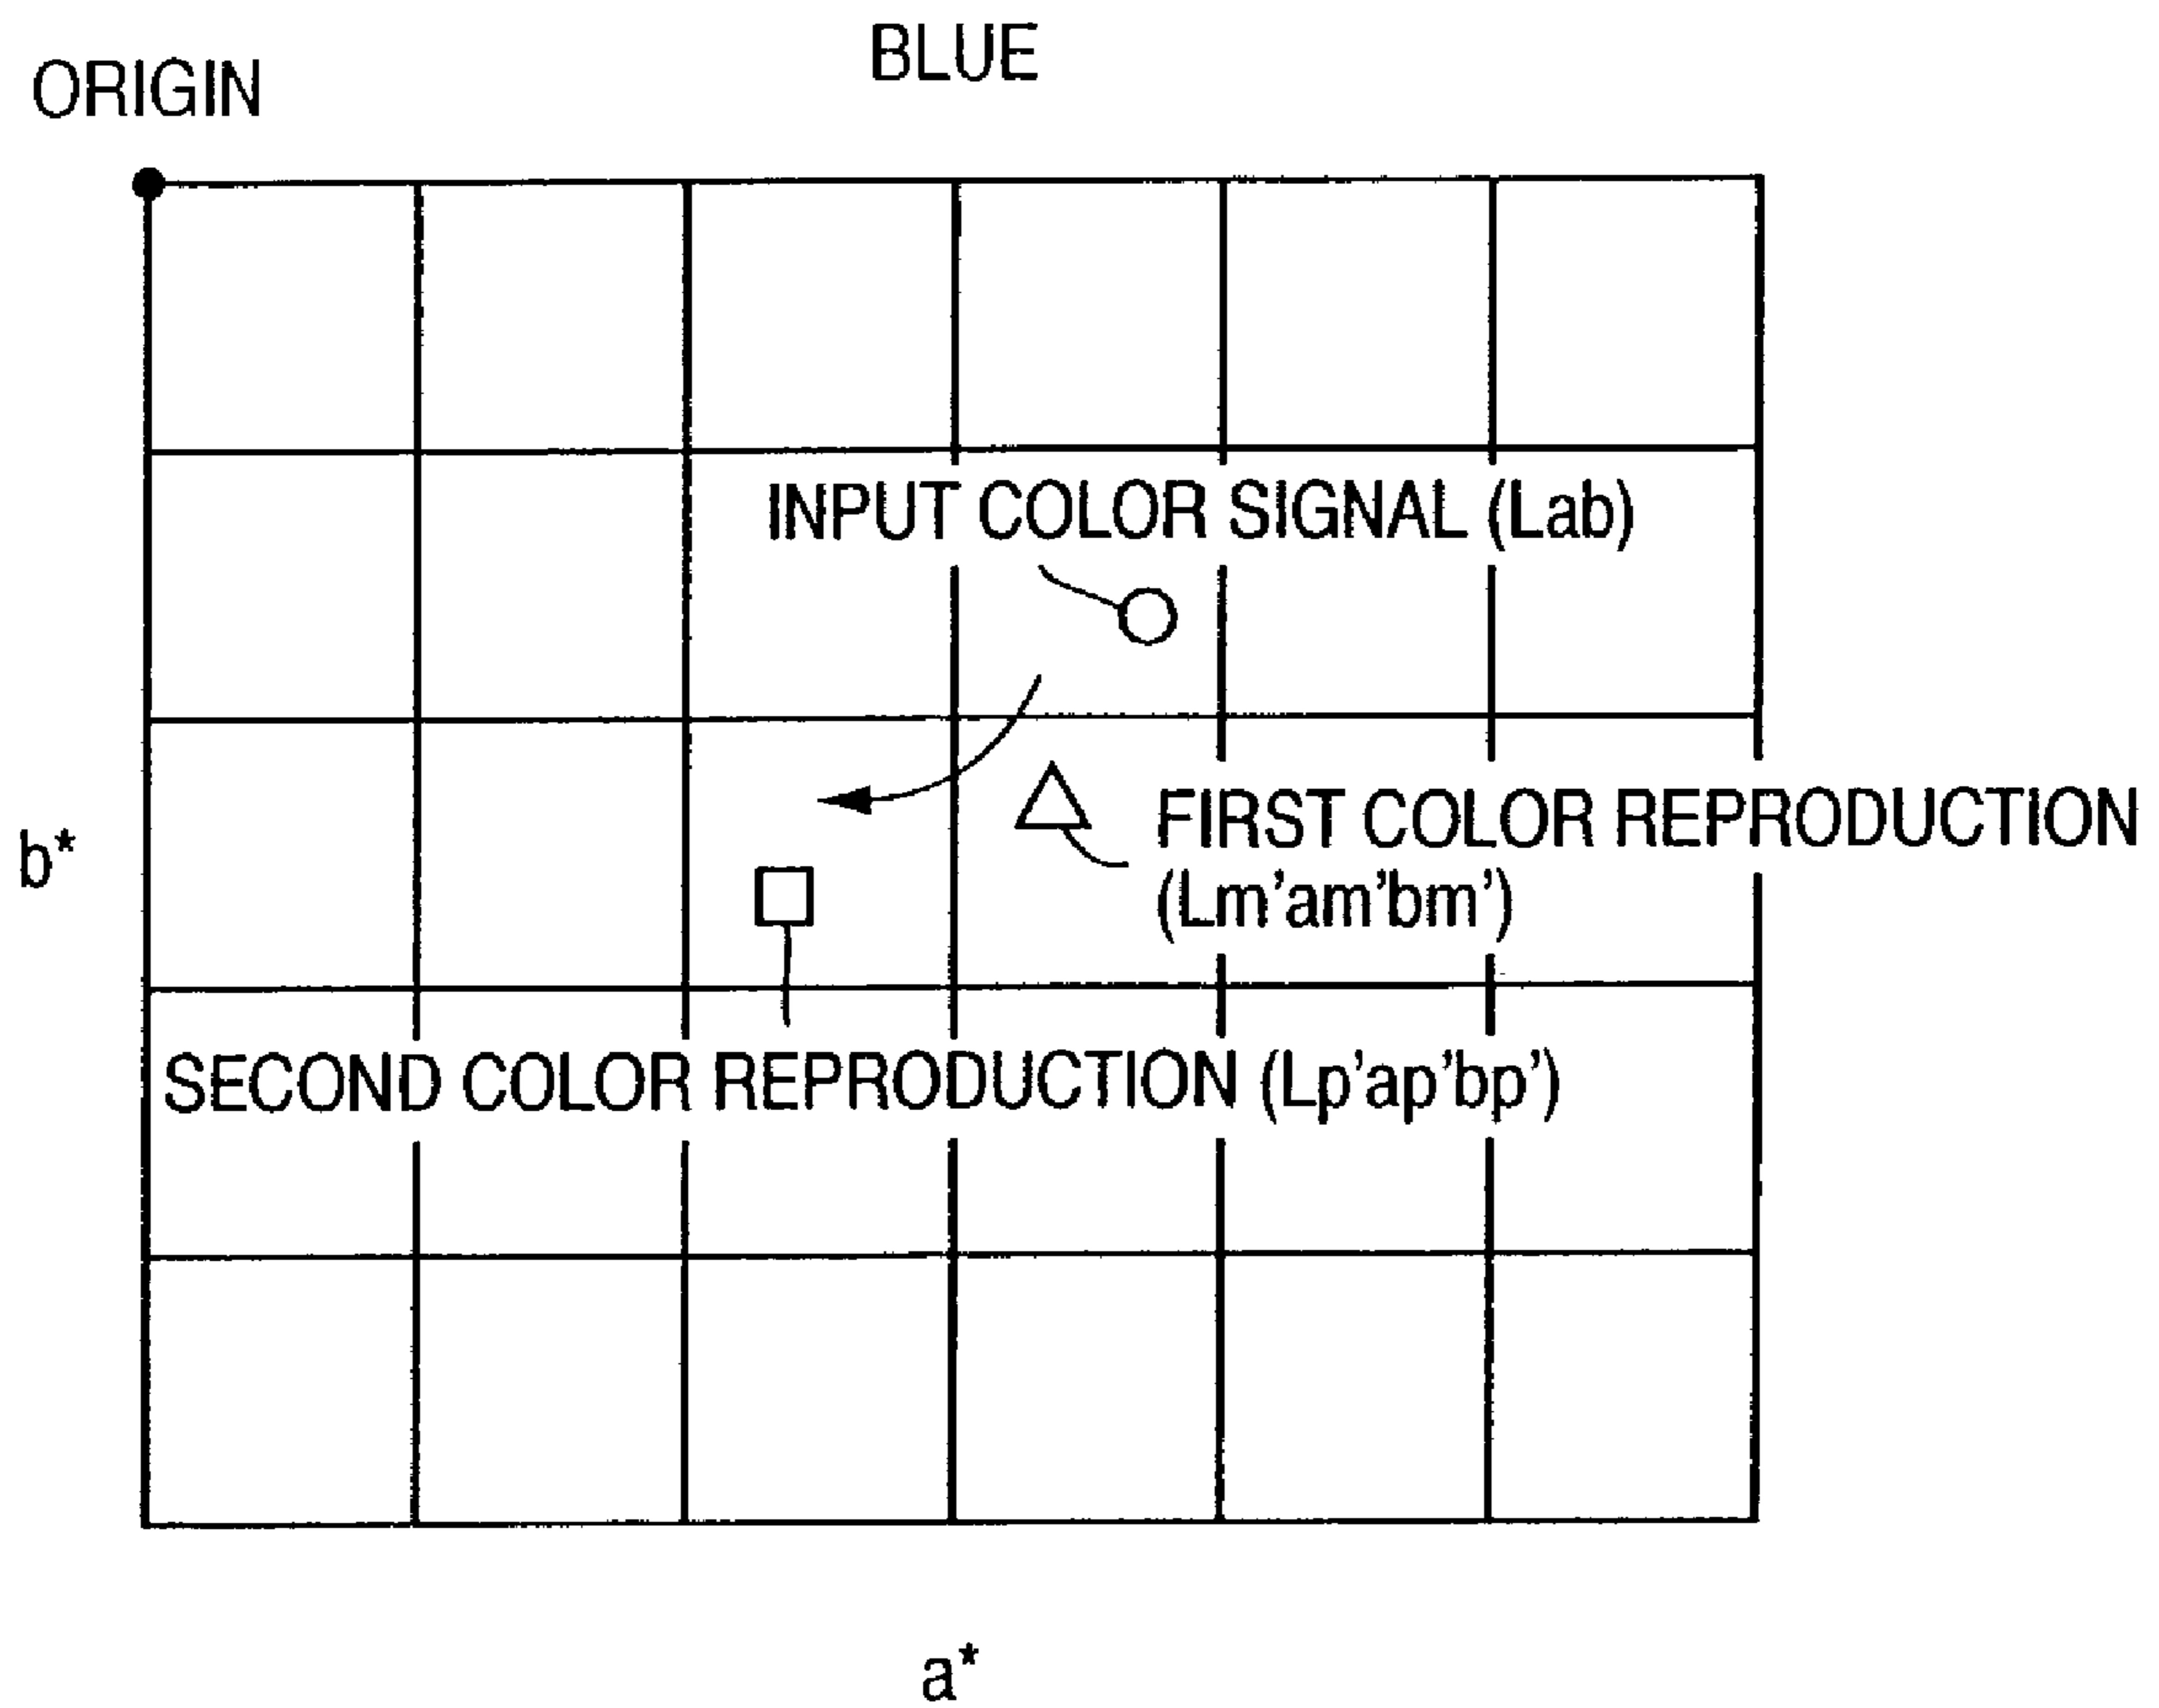 BLUE
ORIGIN
INPUT COLOR SIGNAL (Lab)
FIRST COLOR REPRODUCTION
(Lm'am'bm')
b*
SECOND COLOR REPRODUCTION (Lp'ap'bp')
a*